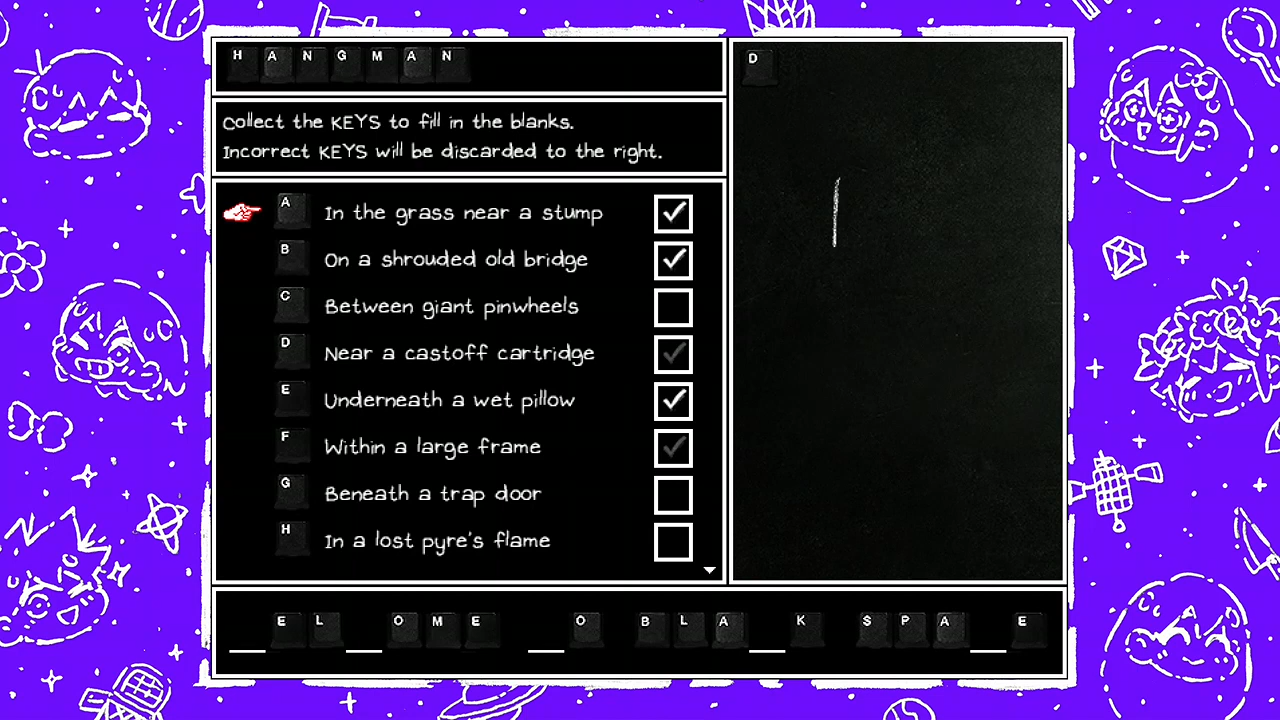 H A N G M A N
D
Collect the KEYS to fill in the blanks.
Incorrect KEYS will be discarded to the right.
A In the grass near a stump
B On a shrouded old bridge
C Between giant pinwheels
D Near a castoff cartridge
E Underneath a wet pillow
F Within a large frame
G Beneath a trap door
H In a lost pyre's flame
_ E L _ O M E _ O B L A _ K S P A _ E